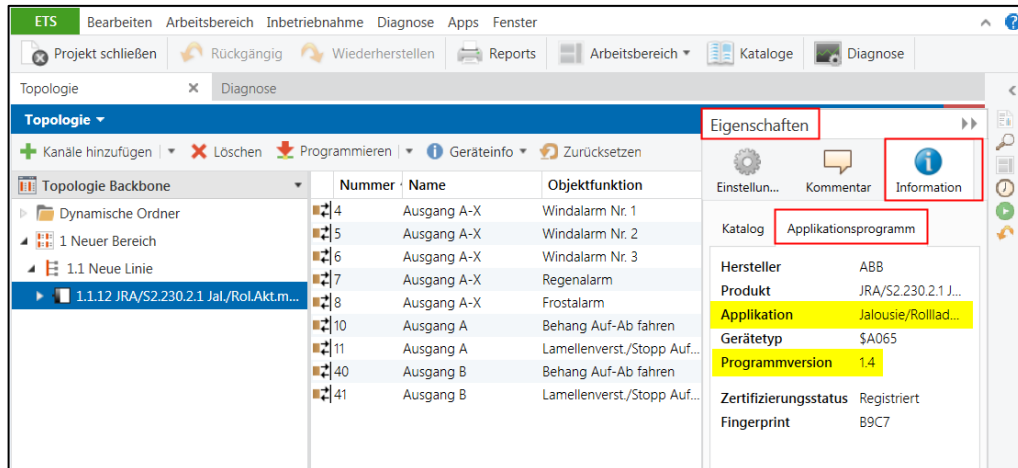 ETS Bearbeiten Arbeitsbereich Inbetriebnahme Diagnose Apps Fenster
Projekt schließen Rückgängig Wiederherstellen Reports Arbeitsbereich Kataloge Diagnose
Topologie Diagnose
Topologie
Kanäle hinzufügen Löschen Programmieren Geräteinfo Zurücksetzen
Topologie Backbone
Dynamische Ordner
1 Neuer Bereich
1.1 Neue Linie
1.1.12 JRA/S2.230.2.1 Jal./Rol.Akt.m...
Nummer Name Objektfunktion
4 Ausgang A-X Windalarm Nr. 1
5 Ausgang A-X Windalarm Nr. 2
6 Ausgang A-X Windalarm Nr. 3
7 Ausgang A-X Regenalarm
8 Ausgang A-X Frostalarm
10 Ausgang A Behang Auf-Ab fahren
11 Ausgang A Lamellenverst./Stopp Auf...
40 Ausgang B Behang Auf-Ab fahren
41 Ausgang B Lamellenverst./Stopp Auf...
Eigenschaften
Einstellun... Kommentar Information
Katalog Applikationsprogramm
Hersteller ABB
Produkt JRA/S2.230.2.1 J...
Applikation Jalousie/Rolllad...
Gerätetyp $A065
Programmversion 1.4
Zertifizierungsstatus Registriert
Fingerprint B9C7